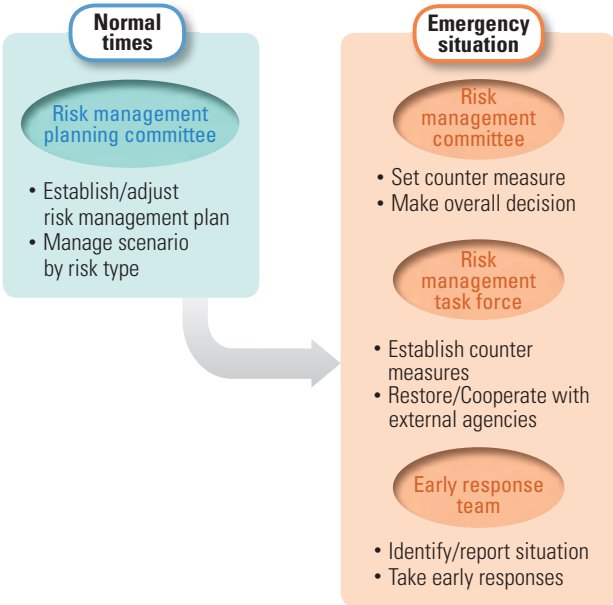 Normal
times
Risk management
planning committee
• Establish/adjust
risk management plan
• Manage scenario
by risk type
Emergency
situation
Risk
management
committee
• Set counter measure
• Make overall decision
Risk
management
task force
• Establish counter
measures
• Restore/Cooperate with
external agencies
Early response
team
• Identify/report situation
• Take early responses